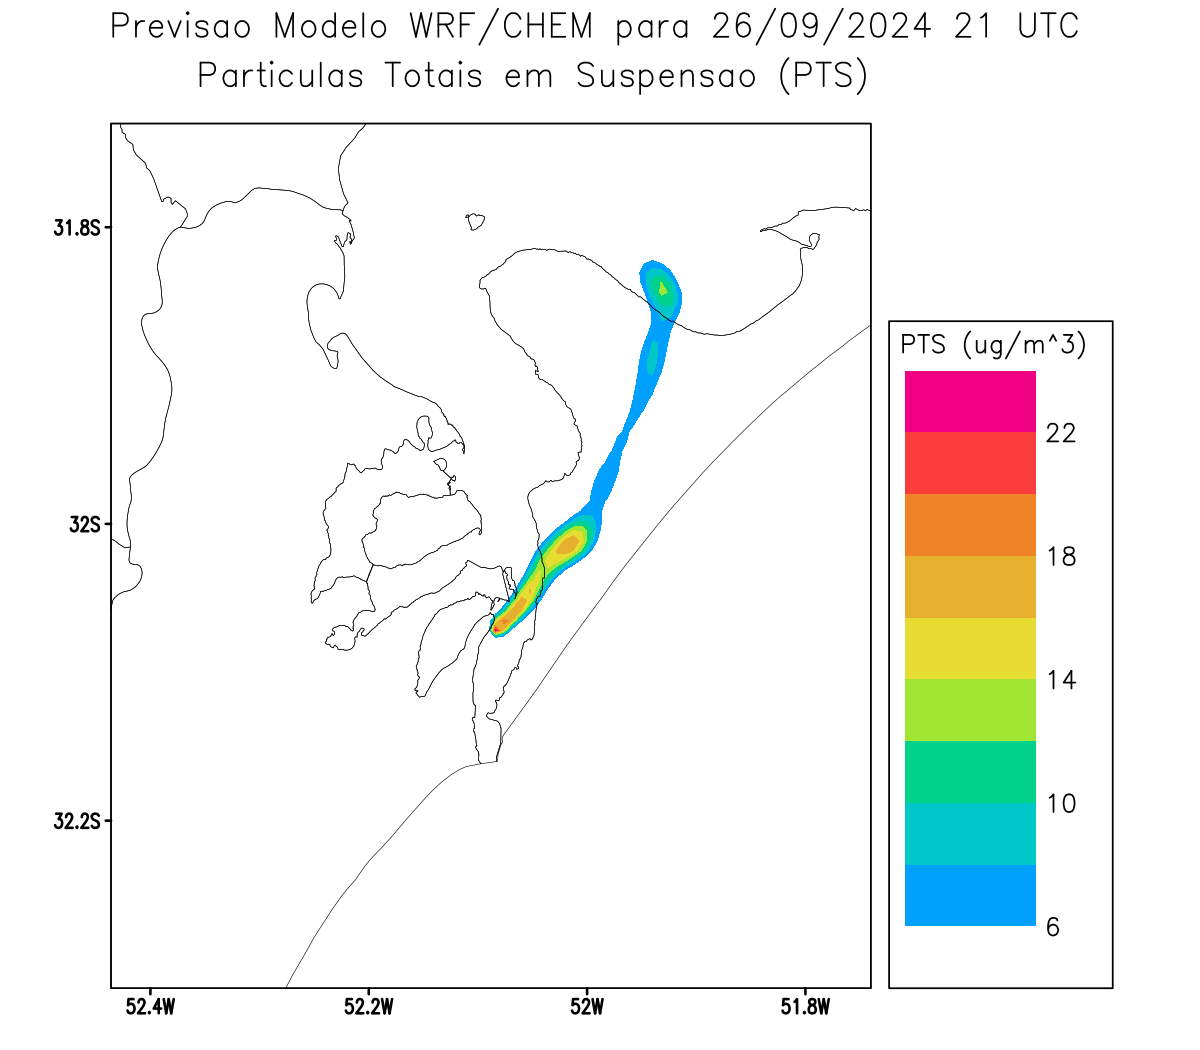 Previsao Modelo WRF/CHEM para 26/09/2024 21 UTC
Particulas Totais em Suspensao (PTS)
31.8S
32S
32.2S
52.4W
52.2W
52W
51.8W
PTS (ug/m^3)
22
18
14
10
6